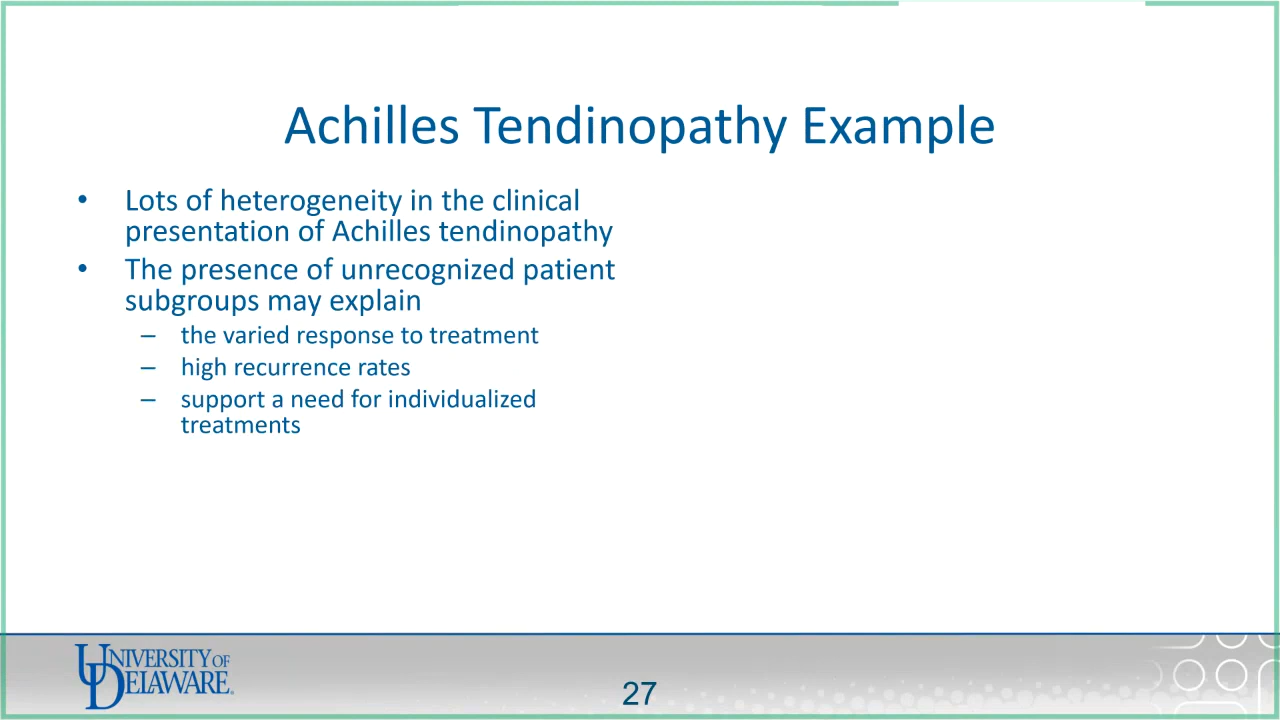 Achilles Tendinopathy Example
• Lots of heterogeneity in the clinical
presentation of Achilles tendinopathy
• The presence of unrecognized patient
subgroups may explain
– the varied response to treatment
– high recurrence rates
– support a need for individualized
treatments
UNIVERSITY OF
DELAWARE.
27